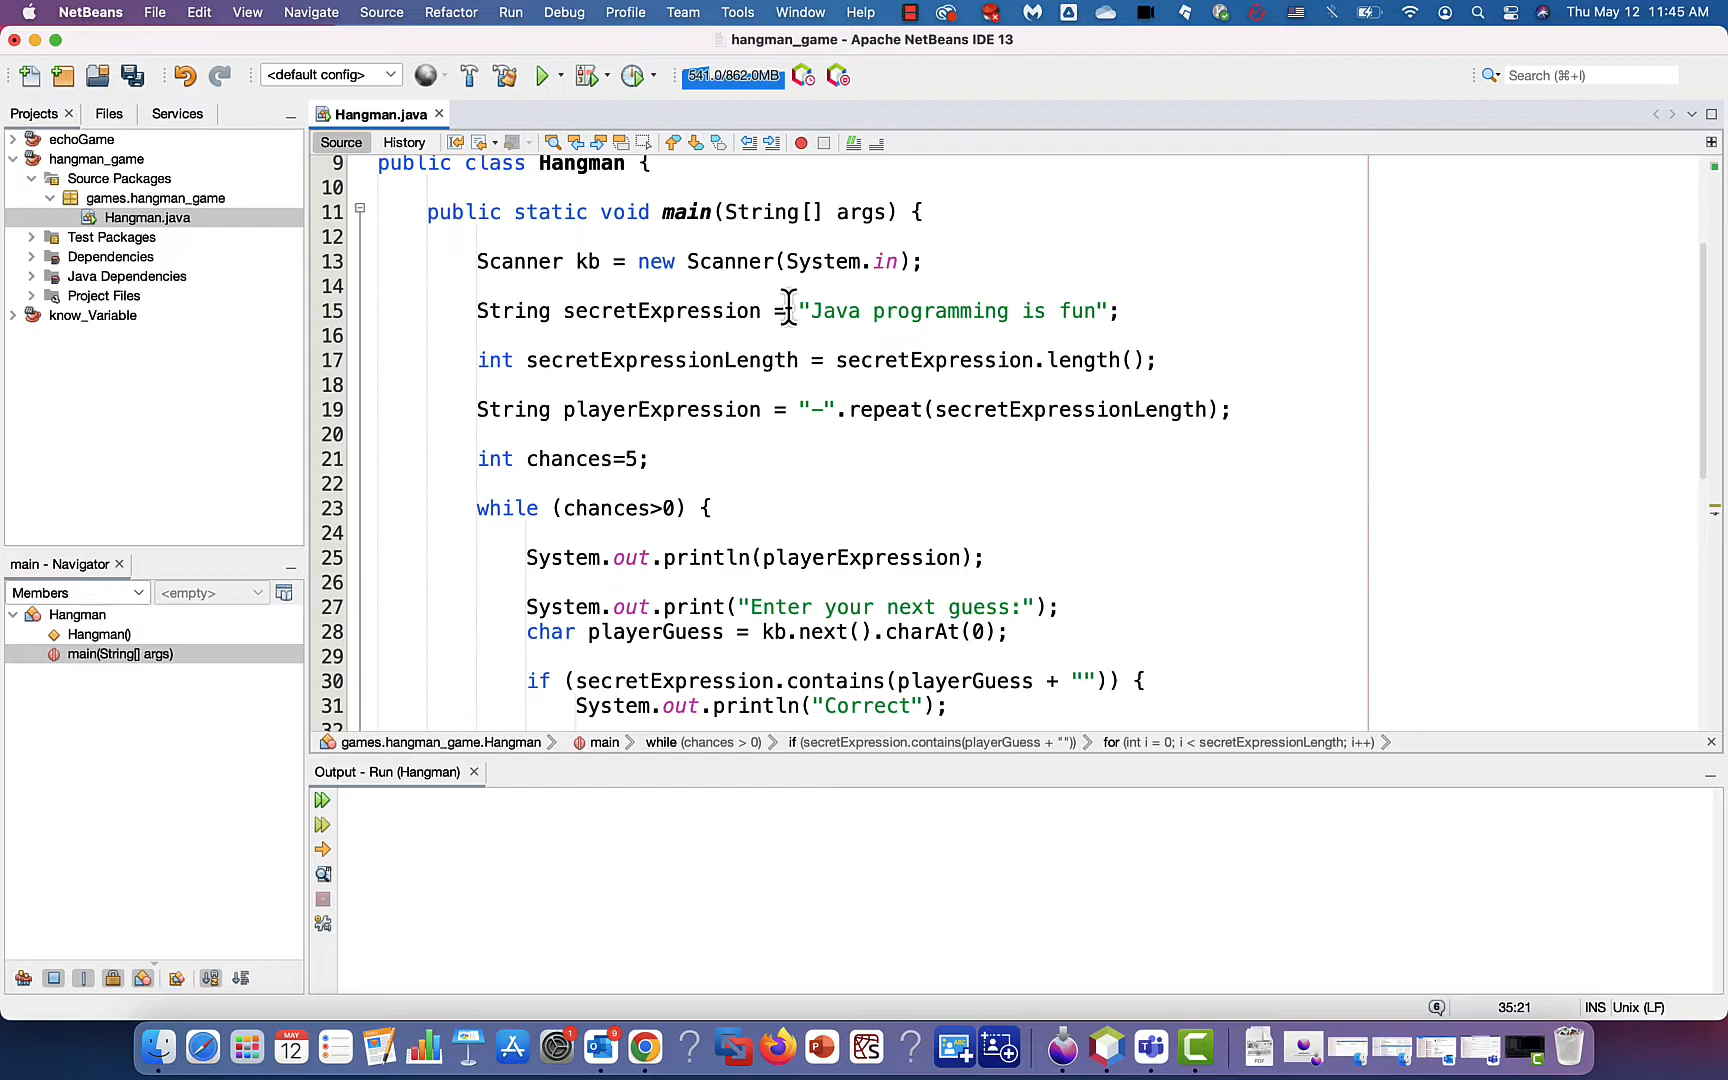 NetBeans File Edit View Navigate Source Refactor Run Debug Profile Team Tools Window Help Thu May 12 11:45 AM
hangman_game - Apache NetBeans IDE 13
<default config> 541.0/862.0MB Search (⌘+I)
Projects Files Services
Hangman.java
Source History
echoGame
hangman_game
Source Packages
games.hangman_game
Hangman.java
Test Packages
Dependencies
Java Dependencies
Project Files
know_Variable
9 public class Hangman {
10
11 public static void main(String[] args) {
12
13 Scanner kb = new Scanner(System.in);
14
15 String secretExpression = "Java programming is fun";
16
17 int secretExpressionLength = secretExpression.length();
18
19 String playerExpression = "-".repeat(secretExpressionLength);
20
21 int chances=5;
22
23 while (chances>0) {
24
25 System.out.println(playerExpression);
26
27 System.out.print("Enter your next guess:");
28 char playerGuess = kb.next().charAt(0);
29
30 if (secretExpression.contains(playerGuess + "")) {
31 System.out.println("Correct");
main - Navigator
Members <empty>
Hangman
Hangman()
main(String[] args)
games.hangman_game.Hangman main while (chances > 0) if (secretExpression.contains(playerGuess + "")) for (int i = 0; i < secretExpressionLength; i++)
Output - Run (Hangman)
6 35:21 INS Unix (LF)
MAY
12
1
9
PDF